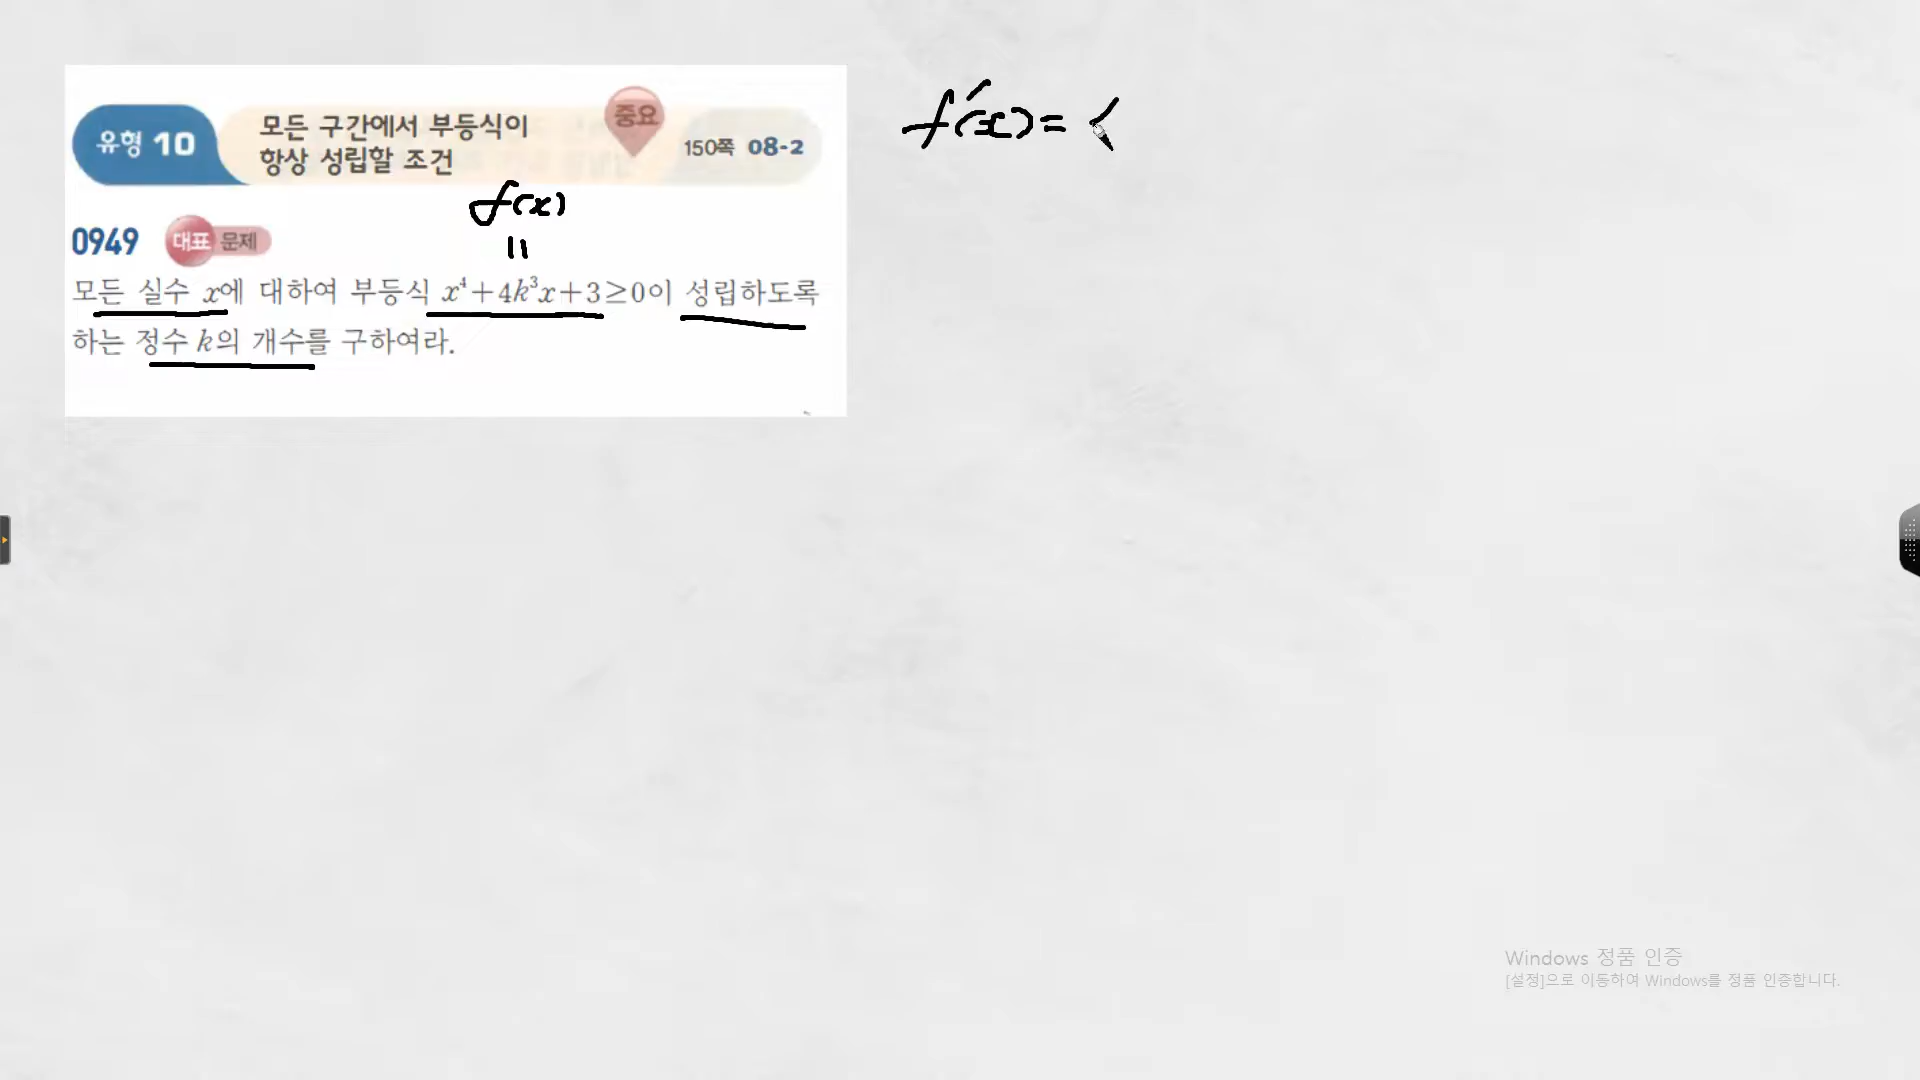 유형 10
모든 구간에서 부등식이
항상 성립할 조건
중요
150쪽 08-2
f(x)
=
0949 대표 문제
모든 실수 x에 대하여 부등식 x⁴+4k³x+3≥0이 성립하도록
하는 정수 k의 개수를 구하여라.
f'(x)=
Windows 정품 인증
[설정]으로 이동하여 Windows를 정품 인증합니다.